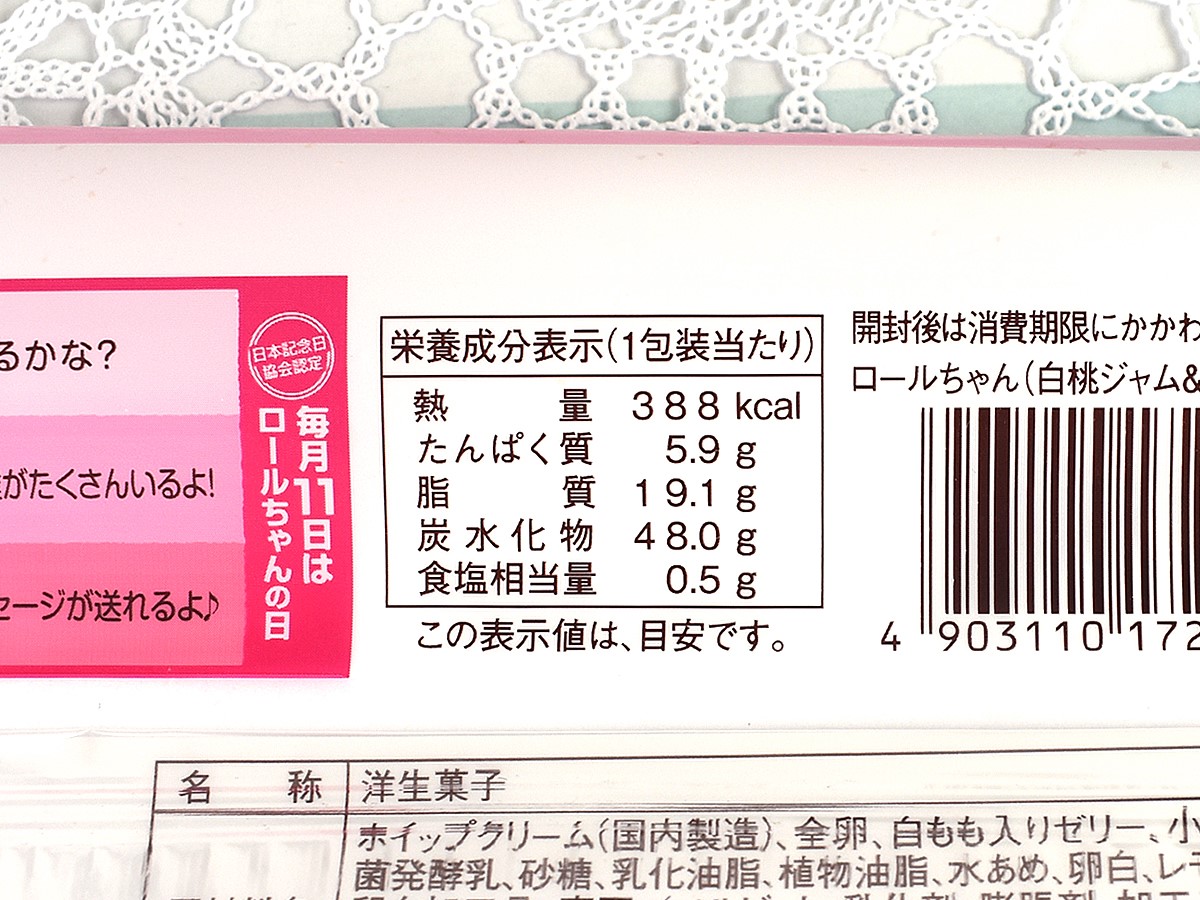 るかな?
がたくさんいるよ!
セージが送れるよ♪
日本記念日
協会認定
毎月11日は
ロールちゃんの日
栄養成分表示(1包装当たり)
熱量 388 kcal
たんぱく質 5.9 g
脂質 19.1 g
炭水化物 48.0 g
食塩相当量 0.5 g
この表示値は、目安です。
開封後は消費期限にかかわ
ロールちゃん(白桃ジャム&
4 903110 172
名称 洋生菓子
ホイップクリーム(国内製造)、全卵、白もも入りゼリー、小
菌発酵乳、砂糖、乳化油脂、植物油脂、水あめ、卵白、レモ